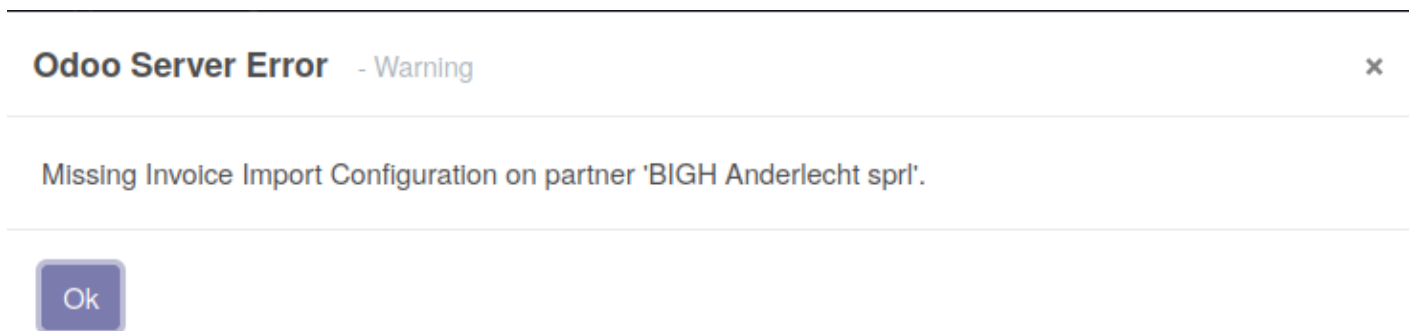 Odoo Server Error - Warning ×
Missing Invoice Import Configuration on partner 'BIGH Anderlecht sprl'.
Ok